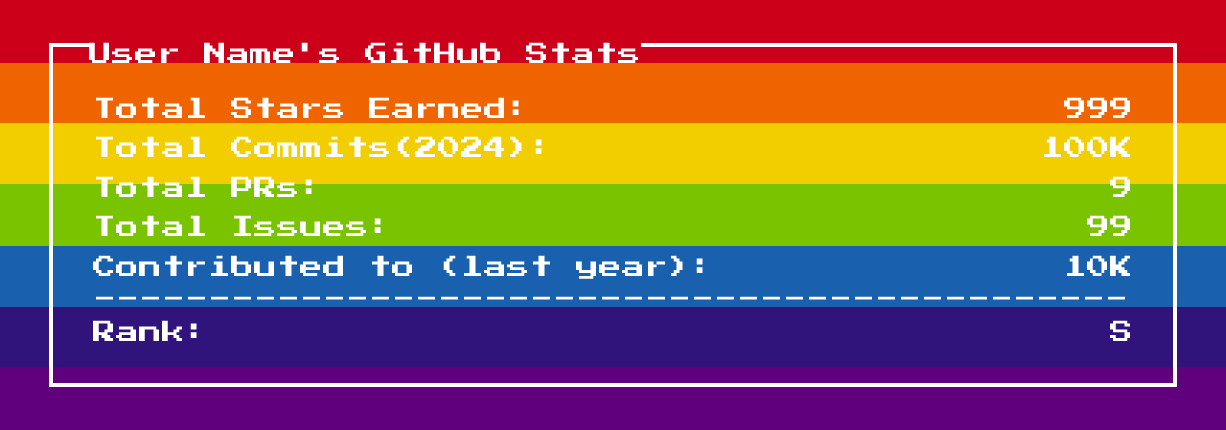 User Name's GitHub Stats
Total Stars Earned: 999
Total Commits(2024): 100K
Total PRs: 9
Total Issues: 99
Contributed to (last year): 10K
---------------------------------------------
Rank: S